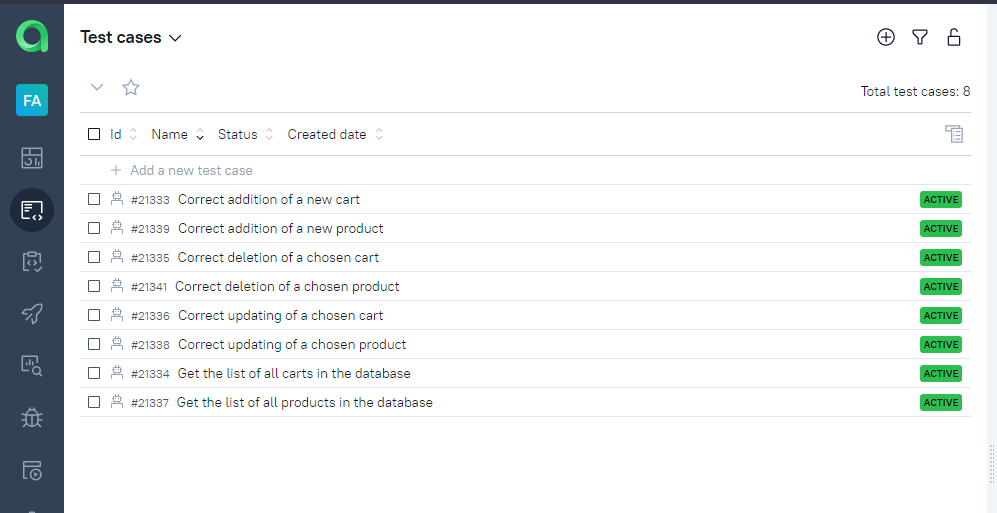 Test cases
FA
Total test cases: 8
Id Name Status Created date
Add a new test case
#21333 Correct addition of a new cart ACTIVE
#21339 Correct addition of a new product ACTIVE
#21335 Correct deletion of a chosen cart ACTIVE
#21341 Correct deletion of a chosen product ACTIVE
#21336 Correct updating of a chosen cart ACTIVE
#21338 Correct updating of a chosen product ACTIVE
#21334 Get the list of all carts in the database ACTIVE
#21337 Get the list of all products in the database ACTIVE